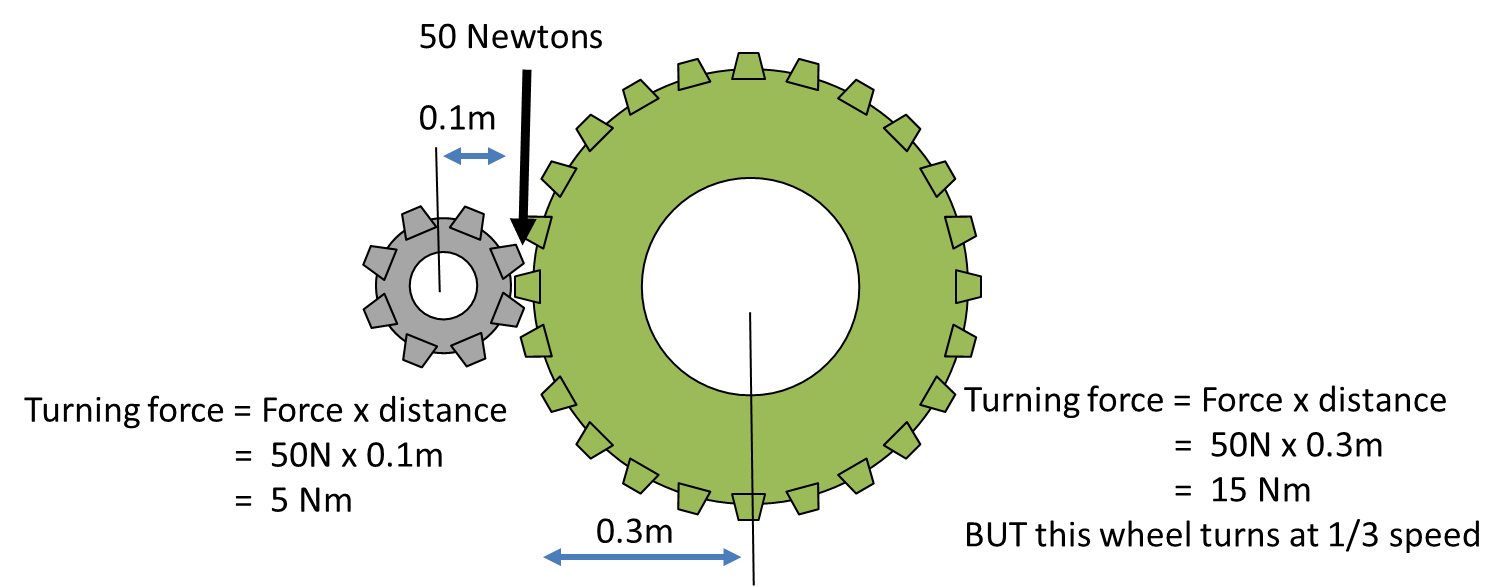 50 Newtons
0.1m
Turning force = Force x distance
= 50N x 0.1m
= 5 Nm
0.3m
Turning force = Force x distance
= 50N x 0.3m
= 15 Nm
BUT this wheel turns at 1/3 speed